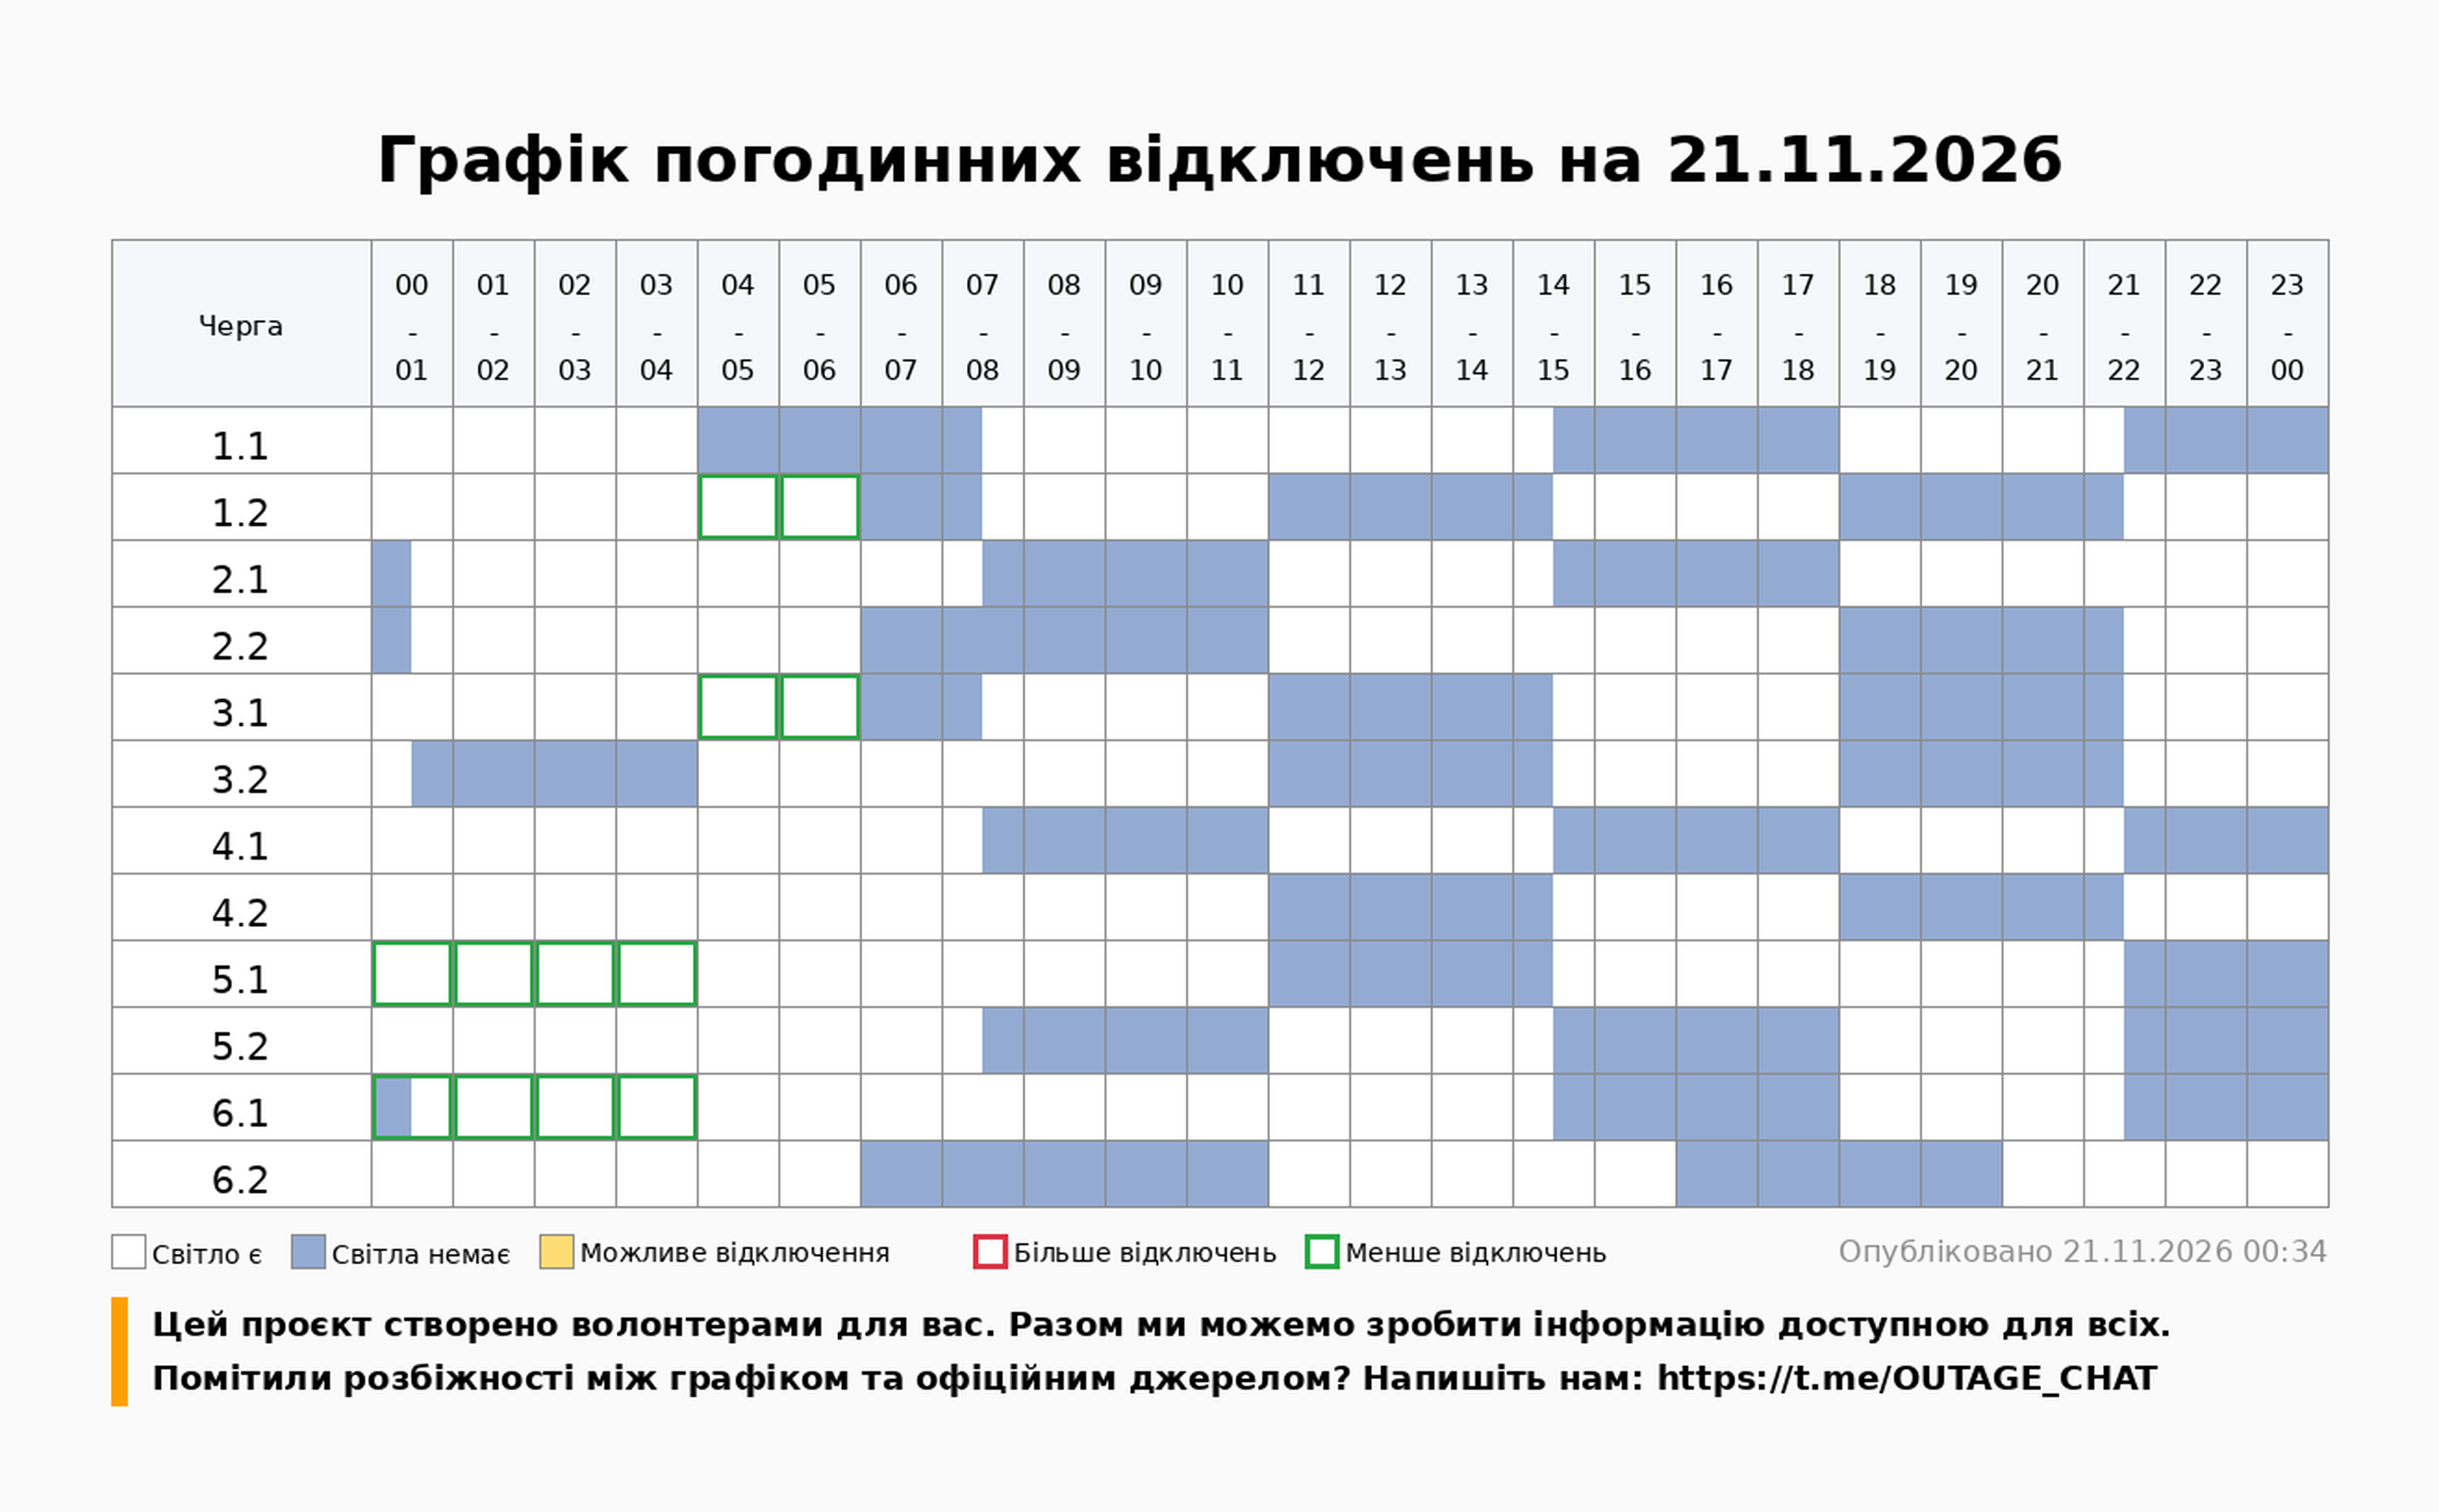 Графік погодинних відключень на 21.11.2026
Черга
00 - 01
01 - 02
02 - 03
03 - 04
04 - 05
05 - 06
06 - 07
07 - 08
08 - 09
09 - 10
10 - 11
11 - 12
12 - 13
13 - 14
14 - 15
15 - 16
16 - 17
17 - 18
18 - 19
19 - 20
20 - 21
21 - 22
22 - 23
23 - 00
1.1
1.2
2.1
2.2
3.1
3.2
4.1
4.2
5.1
5.2
6.1
6.2
Світло є Світла немає Можливе відключення Більше відключень Менше відключень Опубліковано 21.11.2026 00:34
Цей проєкт створено волонтерами для вас. Разом ми можемо зробити інформацію доступною для всіх.
Помітили розбіжності між графіком та офіційним джерелом? Напишіть нам: https://t.me/OUTAGE_CHAT